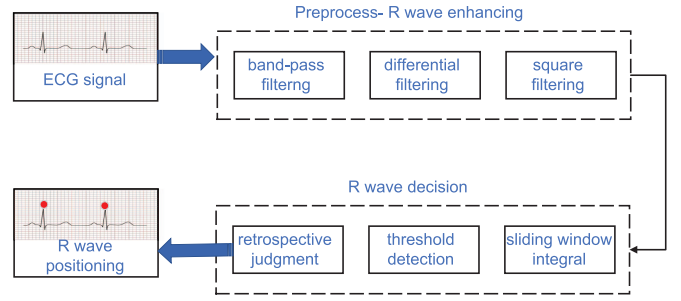 Preprocess- R wave enhancing
ECG signal
band-pass
filterng
differential
filtering
square
filtering
R wave decision
R wave
positioning
retrospective
judgment
threshold
detection
sliding window
integral